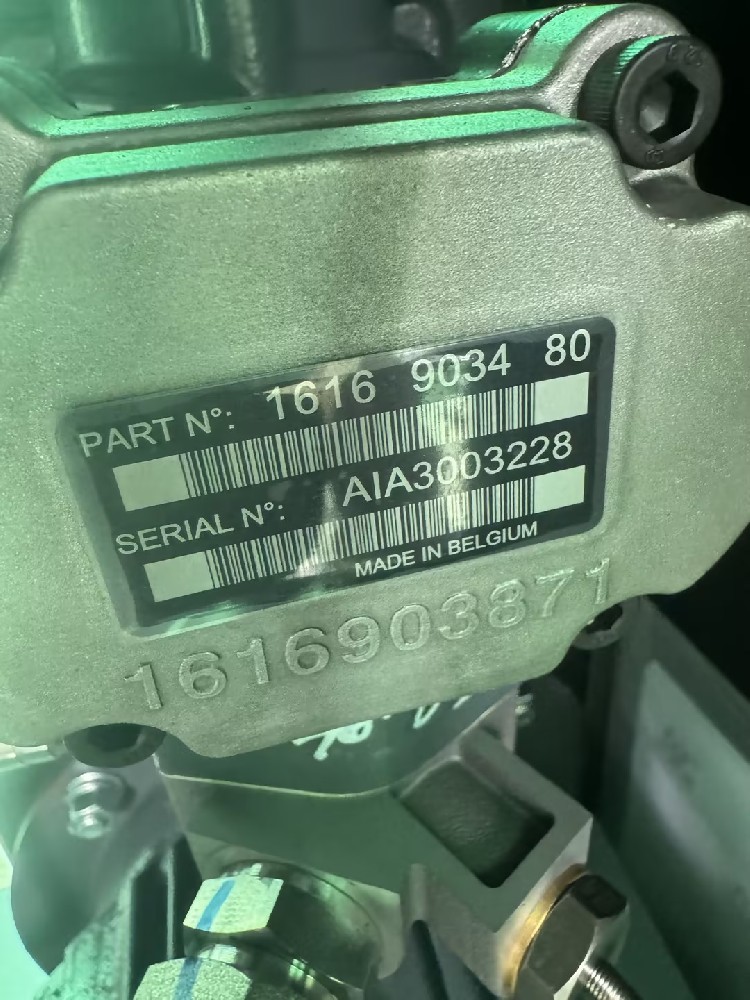 PART N°: 1616 9034 80
SERIAL N°: AIA3003228
MADE IN BELGIUM
1616903871